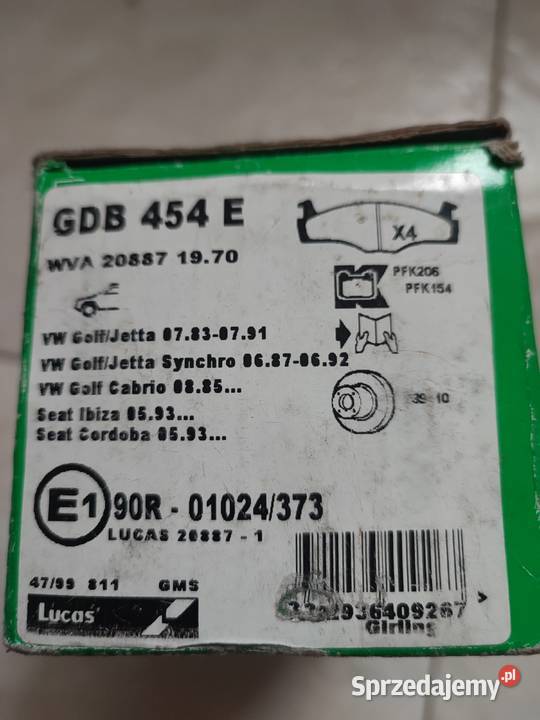 GDB 454 E
X4
WVA 20887 19.70
PFK206
PFK154
VW Golf/Jetta 07.83-07.91
VW Golf/Jetta Synchro 06.87-06.92
VW Golf Cabrio 08.85...
Seat Ibiza 05.93...
Seat Cordoba 05.93...
E1 90R - 01024/373
LUCAS 20887 - 1
47/99 811 GMS
Lucas
Girling
Sprzedajemy.pl